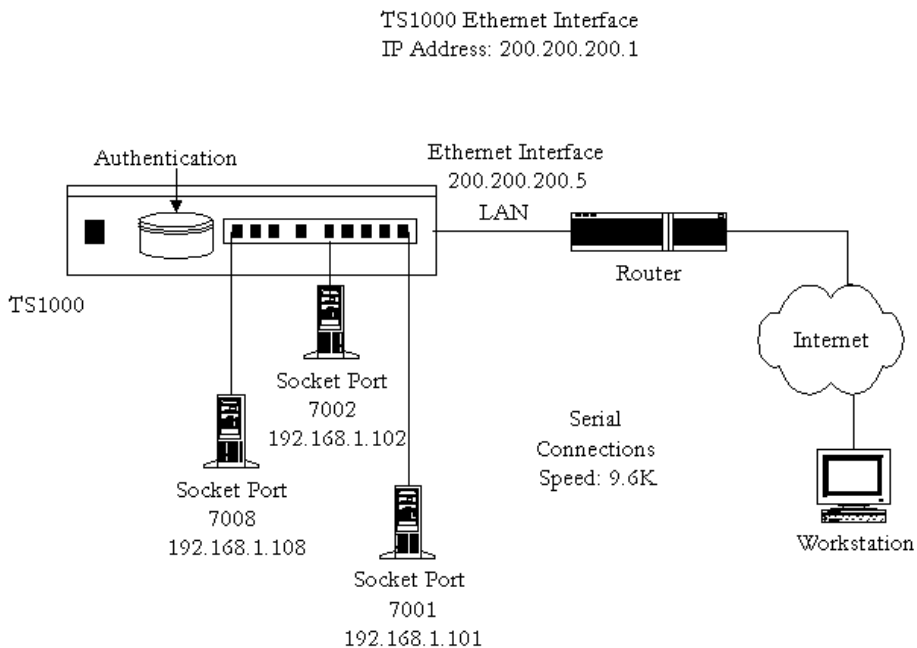 TS1000 Ethernet Interface
IP Address: 200.200.200.1
Authentication
Ethernet Interface
200.200.200.5
LAN
Router
TS1000
Internet
Socket Port
7002
192.168.1.102
Serial
Connections
Speed: 9.6K
Socket Port
7008
192.168.1.108
Workstation
Socket Port
7001
192.168.1.101